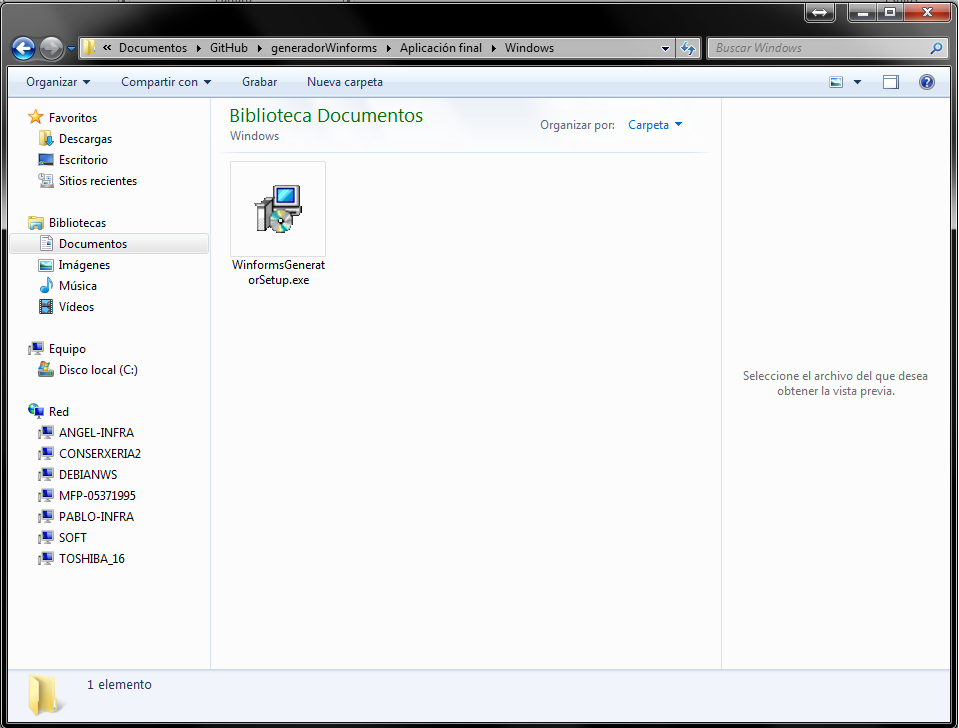 « Documentos ▸ GitHub ▸ generadorWinforms ▸ Aplicación final ▸ Windows
Buscar Windows
Organizar Compartir con Grabar Nueva carpeta
Favoritos
Descargas
Escritorio
Sitios recientes
Bibliotecas
Documentos
Imágenes
Música
Vídeos
Equipo
Disco local (C:)
Red
ANGEL-INFRA
CONSERXERIA2
DEBIANWS
MFP-05371995
PABLO-INFRA
SOFT
TOSHIBA_16
Biblioteca Documentos
Windows
Organizar por: Carpeta
WinformsGenerat
orSetup.exe
Seleccione el archivo del que desea
obtener la vista previa.
1 elemento